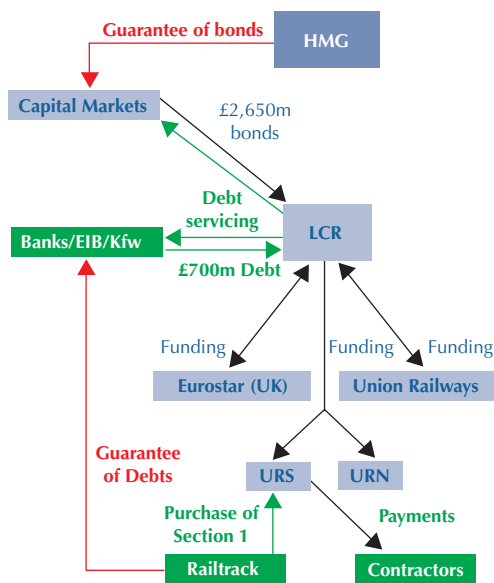 Guarantee of bonds
HMG
Capital Markets
£2,650m
bonds
Debt
servicing
LCR
Banks/EIB/Kfw
£700m Debt
Funding
Funding
Funding
Eurostar (UK)
Union Railways
Guarantee
of Debts
URS
URN
Purchase of
Section 1
Payments
Railtrack
Contractors